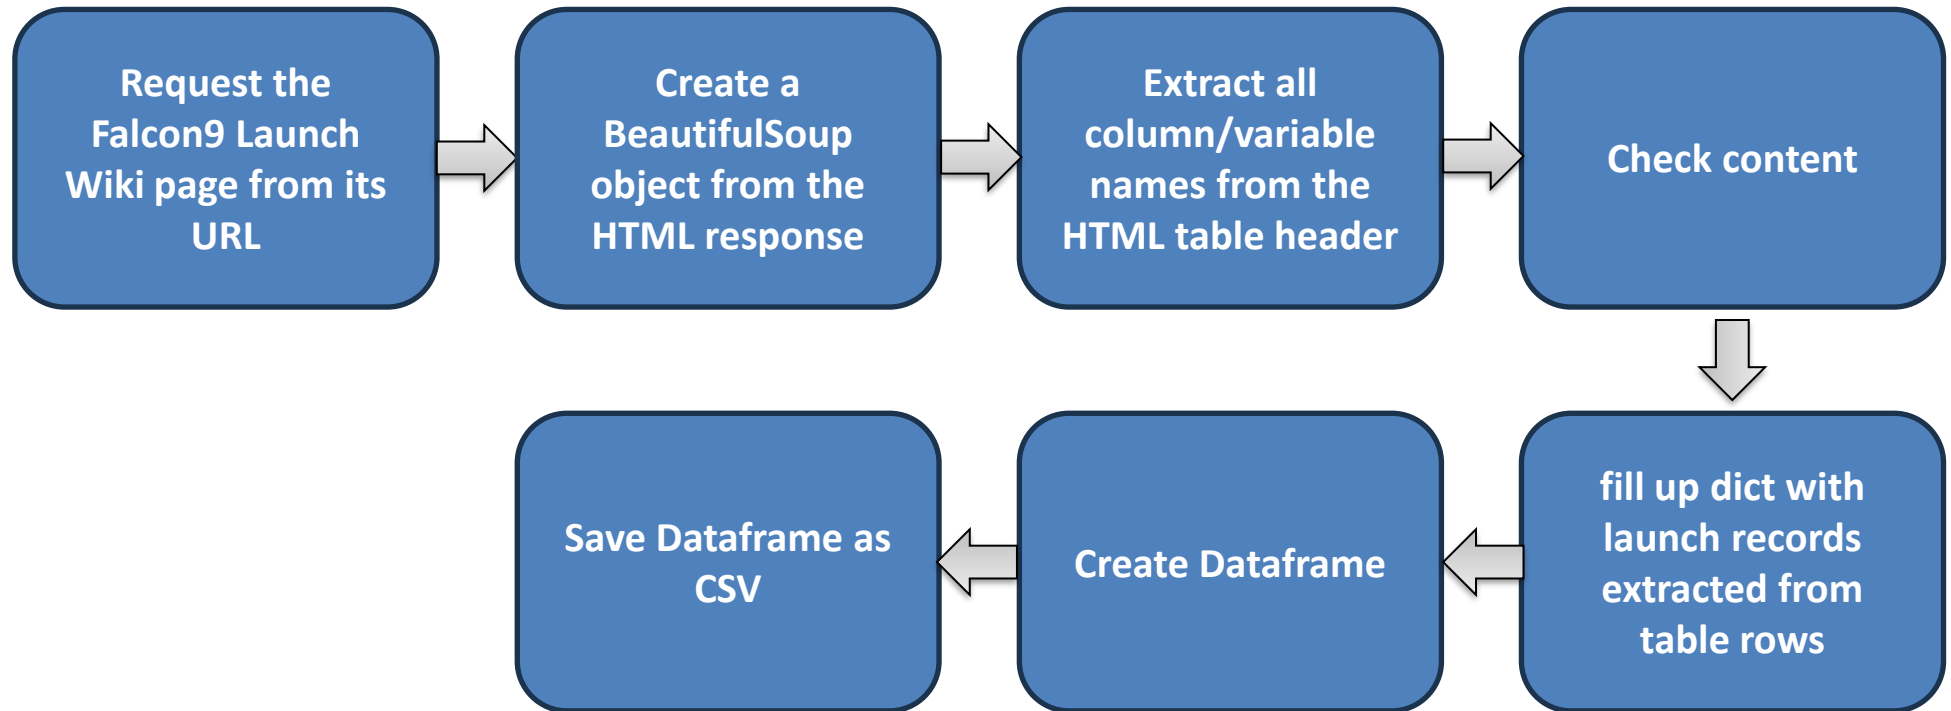 Request the
Falcon9 Launch
Wiki page from its
URL
Create a
BeautifulSoup
object from the
HTML response
Extract all
column/variable
names from the
HTML table header
Check content
fill up dict with
launch records
extracted from
table rows
Create Dataframe
Save Dataframe as
CSV